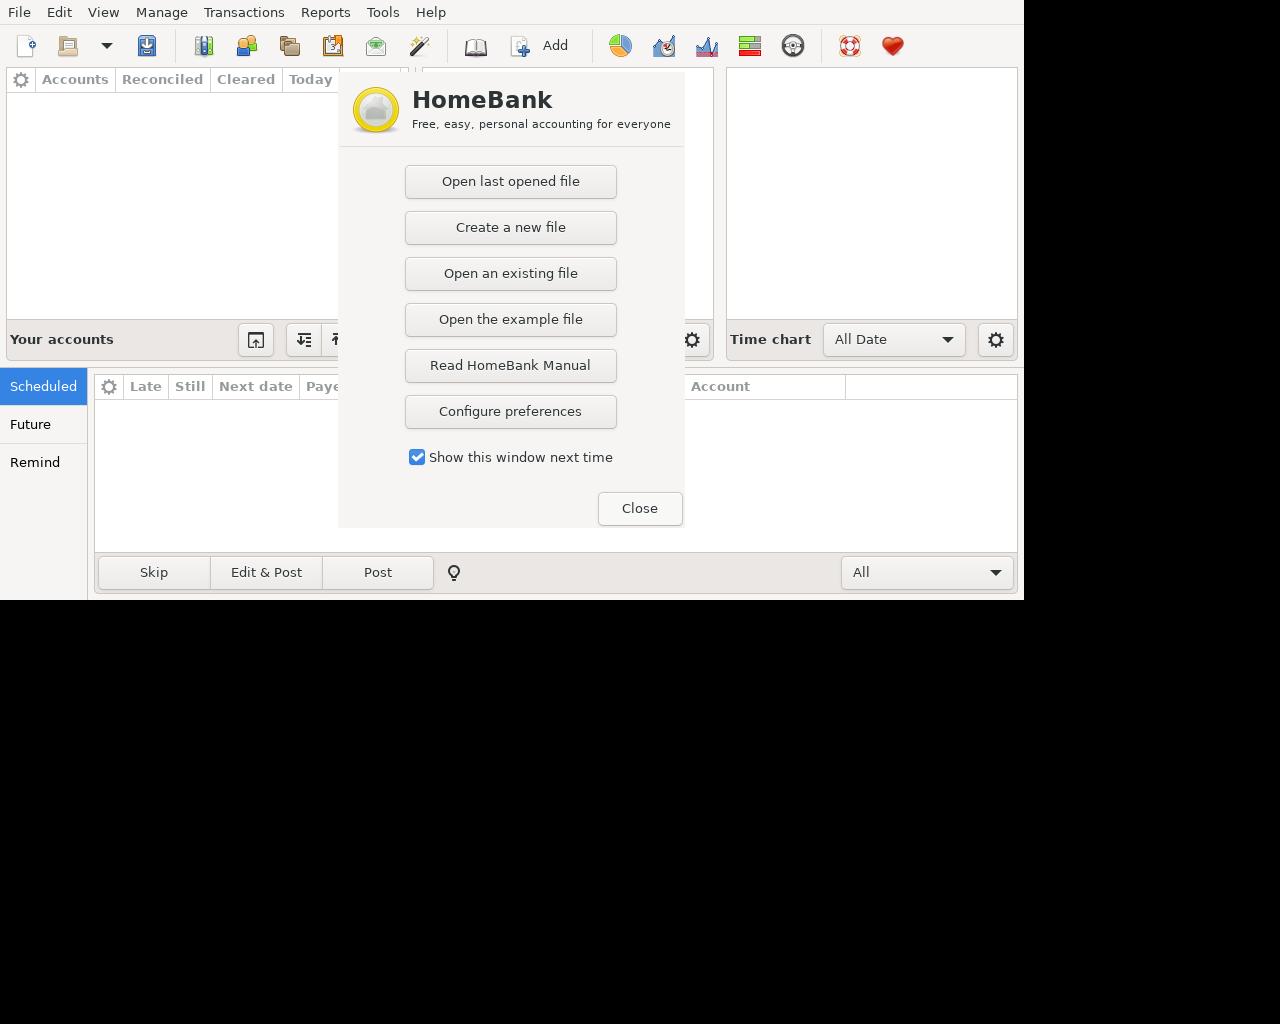 File Edit View Manage Transactions Reports Tools Help
Add
Accounts Reconciled Cleared Today
HomeBank
Free, easy, personal accounting for everyone
Open last opened file
Create a new file
Open an existing file
Open the example file
Read HomeBank Manual
Configure preferences
Show this window next time
Close
Your accounts
Time chart All Date
Scheduled
Future
Remind
Late Still Next date Paye Account
Skip Edit & Post Post All